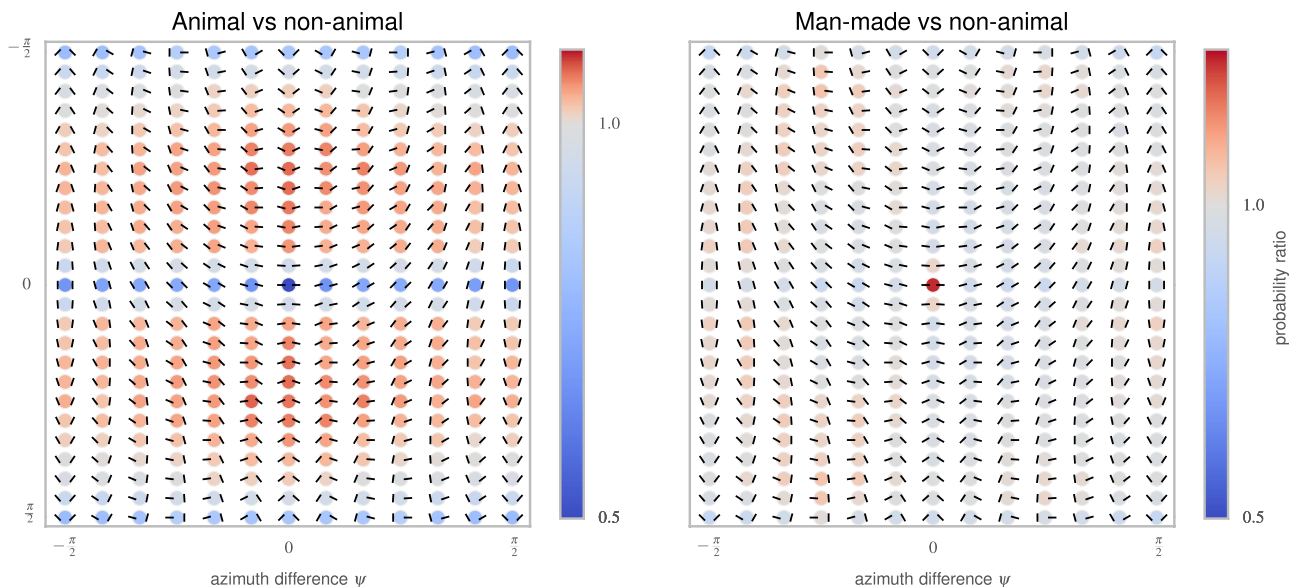 Animal vs non-animal
Man-made vs non-animal
−π/2
0
π/2
−π/2
0
π/2
azimuth difference ψ
1.0
0.5
−π/2
0
π/2
azimuth difference ψ
1.0
0.5
probability ratio